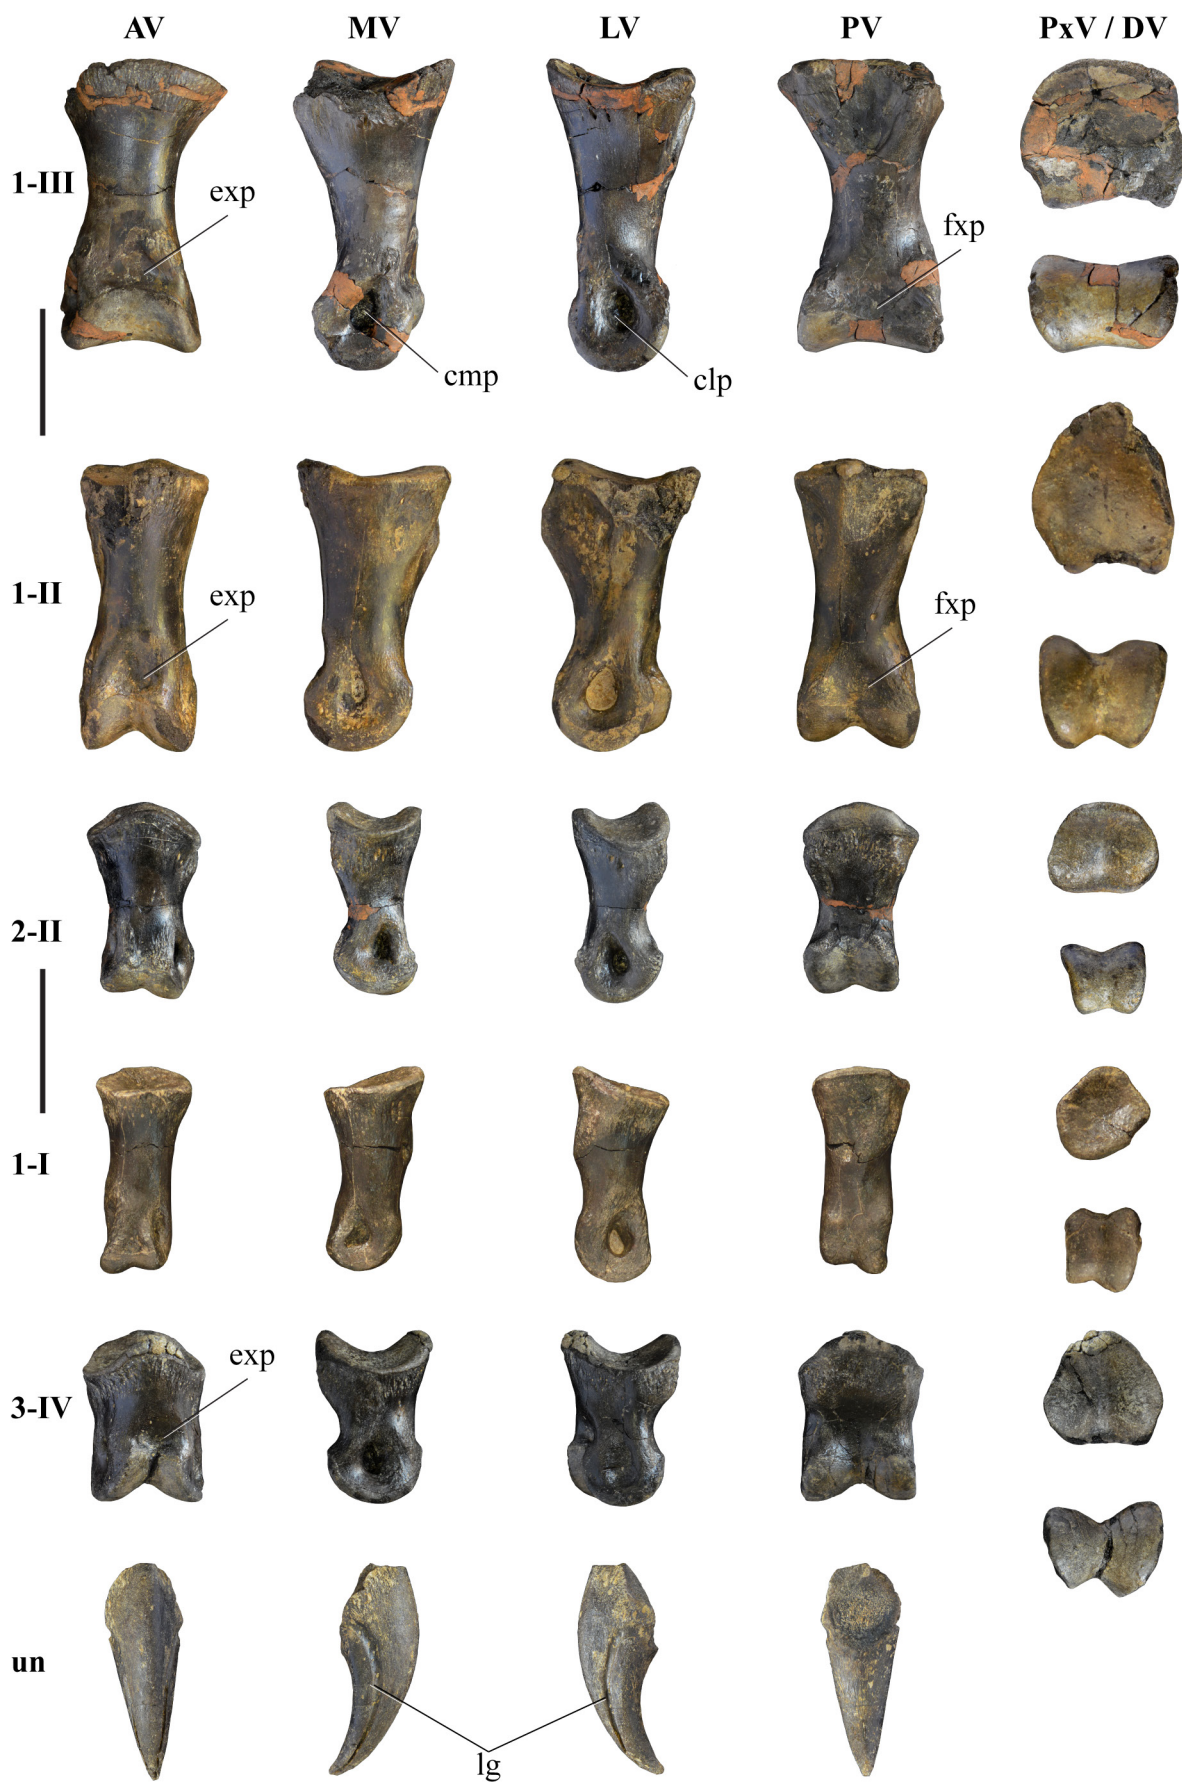 AV MV LV PV PxV / DV
1-III
exp
fxp
cmp
clp
1-II
exp
fxp
2-II
1-I
exp
3-IV
un
lg